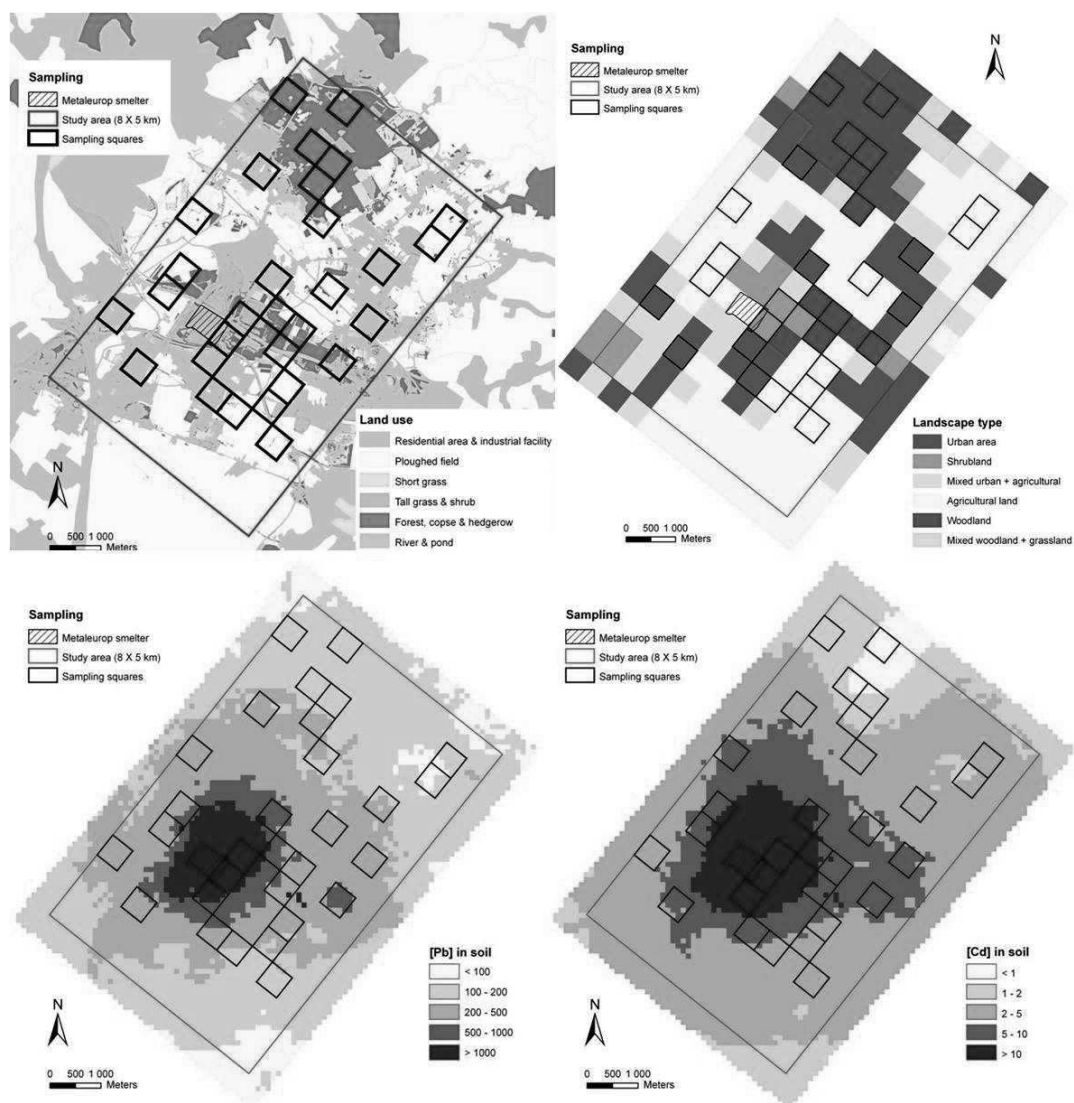 Sampling
Metaleurop smelter
Study area (8 X 5 km)
Sampling squares
Land use
Residential area & industrial facility
Ploughed field
Short grass
Tall grass & shrub
Forest, copse & hedgerow
River & pond
N
0 500 1 000
Meters
N
Sampling
Metaleurop smelter
Study area (8 X 5 km)
Sampling squares
Landscape type
Urban area
Shrubland
Mixed urban + agricultural
Agricultural land
Woodland
Mixed woodland + grassland
0 500 1 000
Meters
Sampling
Metaleurop smelter
Study area (8 X 5 km)
Sampling squares
[Pb] in soil
< 100
100 - 200
200 - 500
500 - 1000
> 1000
N
0 500 1 000
Meters
Sampling
Metaleurop smelter
Study area (8 X 5 km)
Sampling squares
[Cd] in soil
< 1
1 - 2
2 - 5
5 - 10
> 10
N
0 500 1 000
Meters